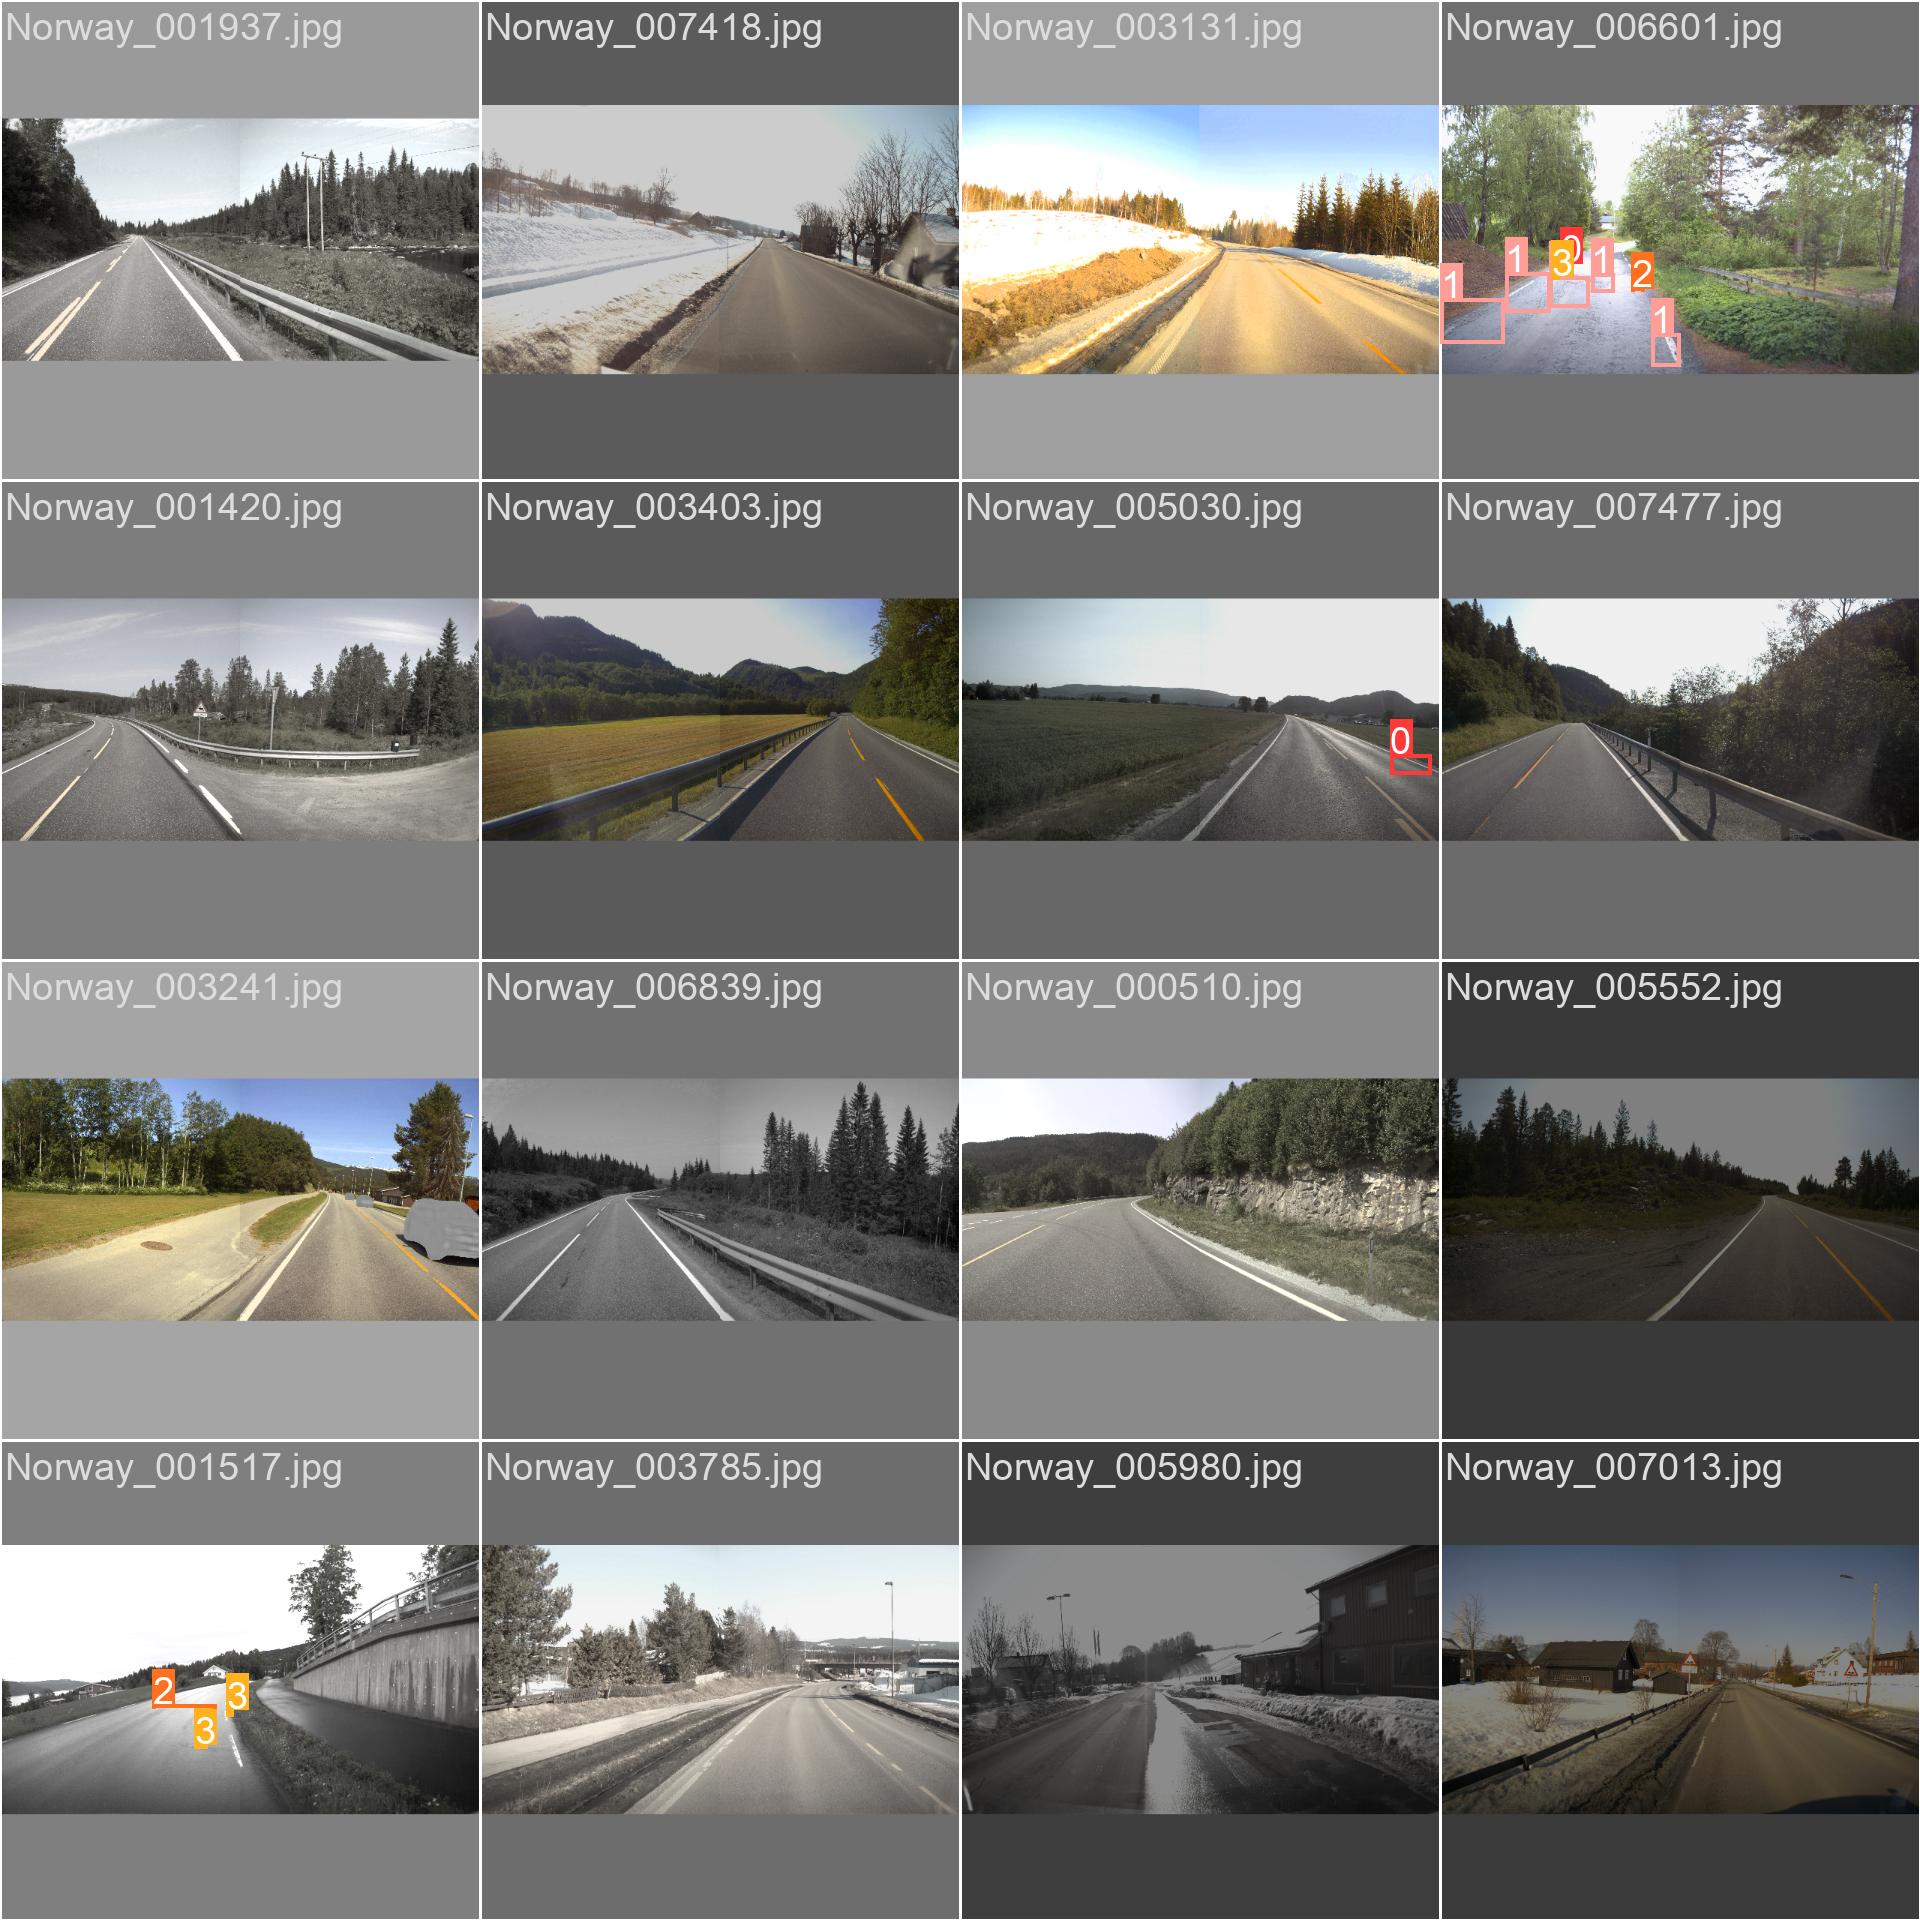 Norway_001937.jpg
Norway_007418.jpg
Norway_003131.jpg
Norway_006601.jpg
1
1
3
0
1
2
1
Norway_001420.jpg
Norway_003403.jpg
Norway_005030.jpg
0
Norway_007477.jpg
Norway_003241.jpg
Norway_006839.jpg
Norway_000510.jpg
Norway_005552.jpg
Norway_001517.jpg
2
3
3
Norway_003785.jpg
Norway_005980.jpg
Norway_007013.jpg